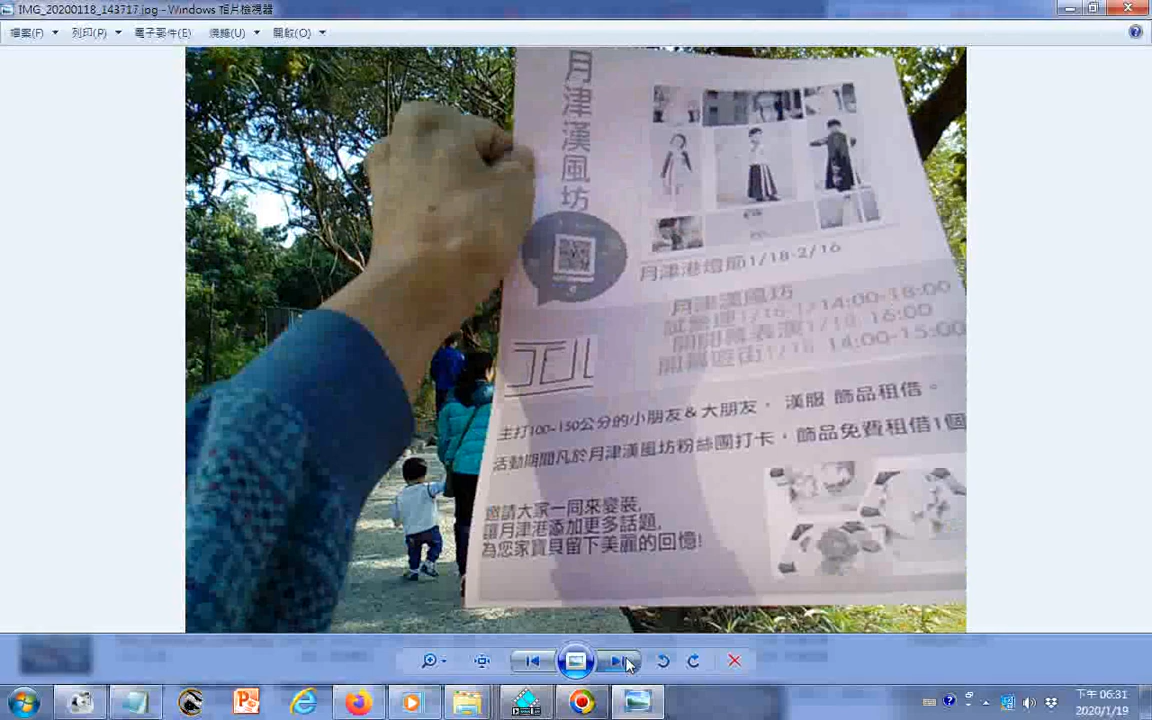 IMG_20200118_143717.jpg - Windows 相片檢視器
檔案(F) 列印(P) 電子郵件(E) 燒錄(U) 開啟(O)
月津漢風坊
月津港燈節1/18-2/16
月津漢風坊
試營運1/16-1/ 14:00-18:00
開幕表演1/18 16:00
開幕遊街1/18 14:00-15:00
主打100~150公分的小朋友&大朋友, 漢服 飾品租借。
活動期間凡於月津漢風坊粉絲團打卡,飾品免費租借1個
邀請大家一同來變裝,
讓月津港添加更多話題,
為您家寶貝留下美麗的回憶!
下午 06:31
2020/1/19